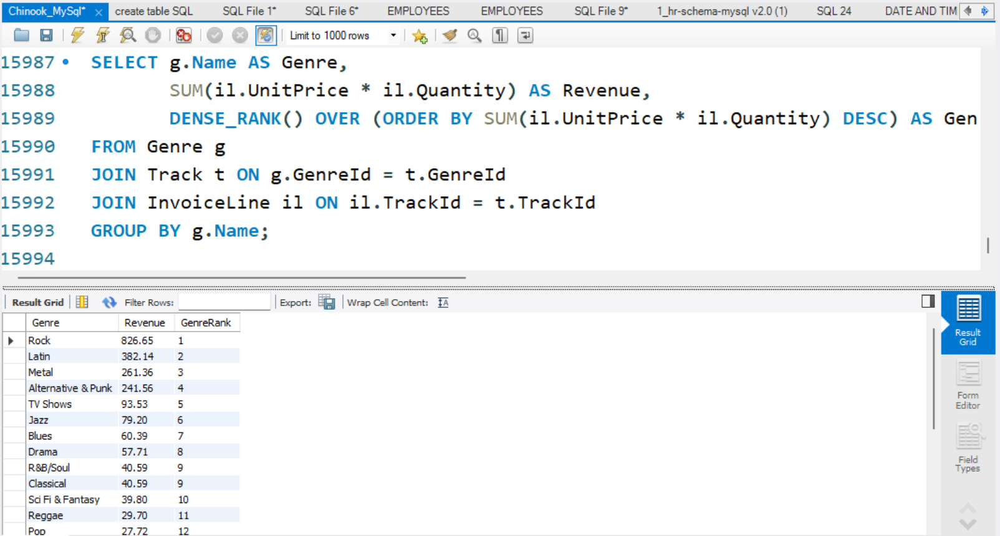 Chinook_MySql* × create table SQL SQL File 1* SQL File 6* EMPLOYEES EMPLOYEES SQL File 9* 1_hr-schema-mysql v2.0 (1) SQL 24 DATE AND TIM
Limit to 1000 rows
15987 SELECT g.Name AS Genre,
15988 SUM(il.UnitPrice * il.Quantity) AS Revenue,
15989 DENSE_RANK() OVER (ORDER BY SUM(il.UnitPrice * il.Quantity) DESC) AS Gen
15990 FROM Genre g
15991 JOIN Track t ON g.GenreId = t.GenreId
15992 JOIN InvoiceLine il ON il.TrackId = t.TrackId
15993 GROUP BY g.Name;
15994
Result Grid Filter Rows: Export: Wrap Cell Content: IA
Genre Revenue GenreRank
Rock 826.65 1
Latin 382.14 2
Metal 261.36 3
Alternative & Punk 241.56 4
TV Shows 93.53 5
Jazz 79.20 6
Blues 60.39 7
Drama 57.71 8
R&B/Soul 40.59 9
Classical 40.59 9
Sci Fi & Fantasy 39.80 10
Reggae 29.70 11
Pop 27.72 12
Result
Grid
Form
Editor
Field
Types